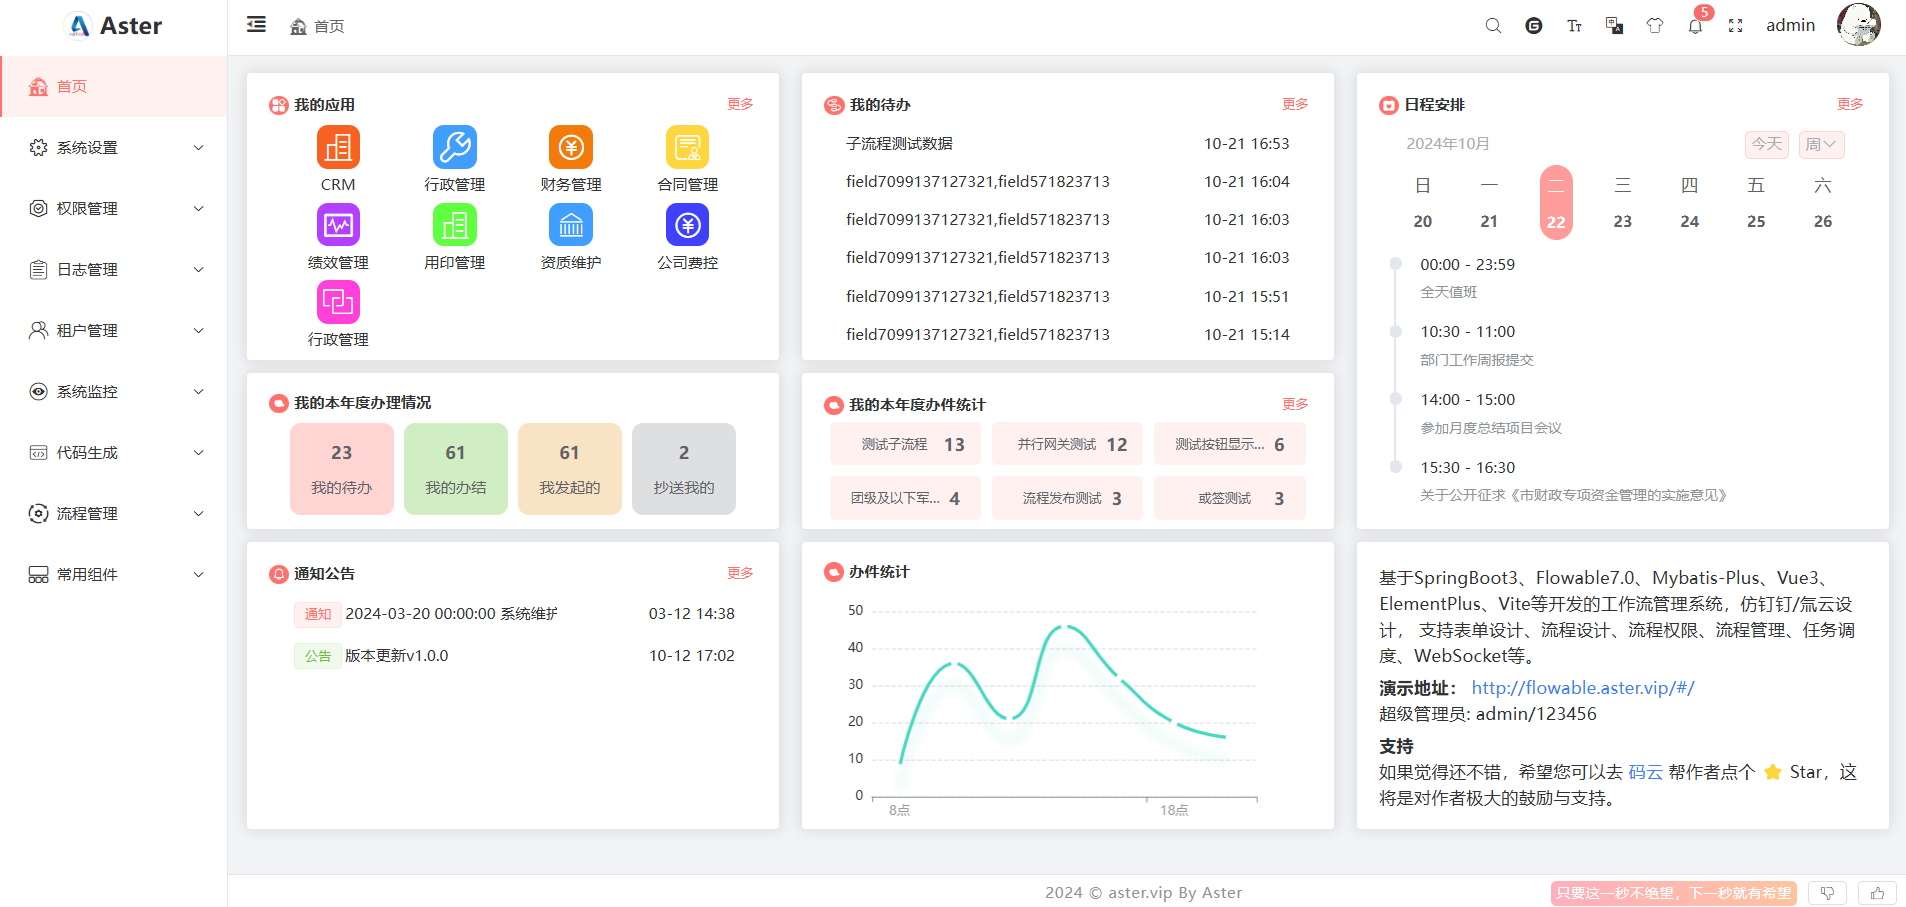 Aster
首页
系统设置
权限管理
日志管理
租户管理
系统监控
代码生成
流程管理
常用组件
首页
5
admin
我的应用
更多
CRM
行政管理
财务管理
合同管理
绩效管理
用印管理
资质维护
公司费控
行政管理
我的待办
更多
子流程测试数据 10-21 16:53
field7099137127321,field571823713 10-21 16:04
field7099137127321,field571823713 10-21 16:03
field7099137127321,field571823713 10-21 16:03
field7099137127321,field571823713 10-21 15:51
field7099137127321,field571823713 10-21 15:14
日程安排
更多
2024年10月
今天
周
日 一 二 三 四 五 六
20 21 22 23 24 25 26
00:00 - 23:59
全天值班
10:30 - 11:00
部门工作周报提交
14:00 - 15:00
参加月度总结项目会议
15:30 - 16:30
关于公开征求《市财政专项资金管理的实施意见》
我的本年度办理情况
23 61 61 2
我的待办 我的办结 我发起的 抄送我的
我的本年度办件统计
更多
测试子流程 13
并行网关测试 12
测试按钮显示... 6
团级及以下军... 4
流程发布测试 3
或签测试 3
通知公告
更多
通知 2024-03-20 00:00:00 系统维护 03-12 14:38
公告 版本更新v1.0.0 10-12 17:02
办件统计
50
40
30
20
10
0
8点 18点
基于SpringBoot3、Flowable7.0、Mybatis-Plus、Vue3、
ElementPlus、Vite等开发的工作流管理系统，仿钉钉/氚云设
计， 支持表单设计、流程设计、流程权限、流程管理、任务调
度、WebSocket等。
演示地址： http://flowable.aster.vip/#/
超级管理员: admin/123456
支持
如果觉得还不错，希望您可以去 码云 帮作者点个 Star，这
将是对作者极大的鼓励与支持。
2024 © aster.vip By Aster
只要这一秒不绝望，下一秒就有希望